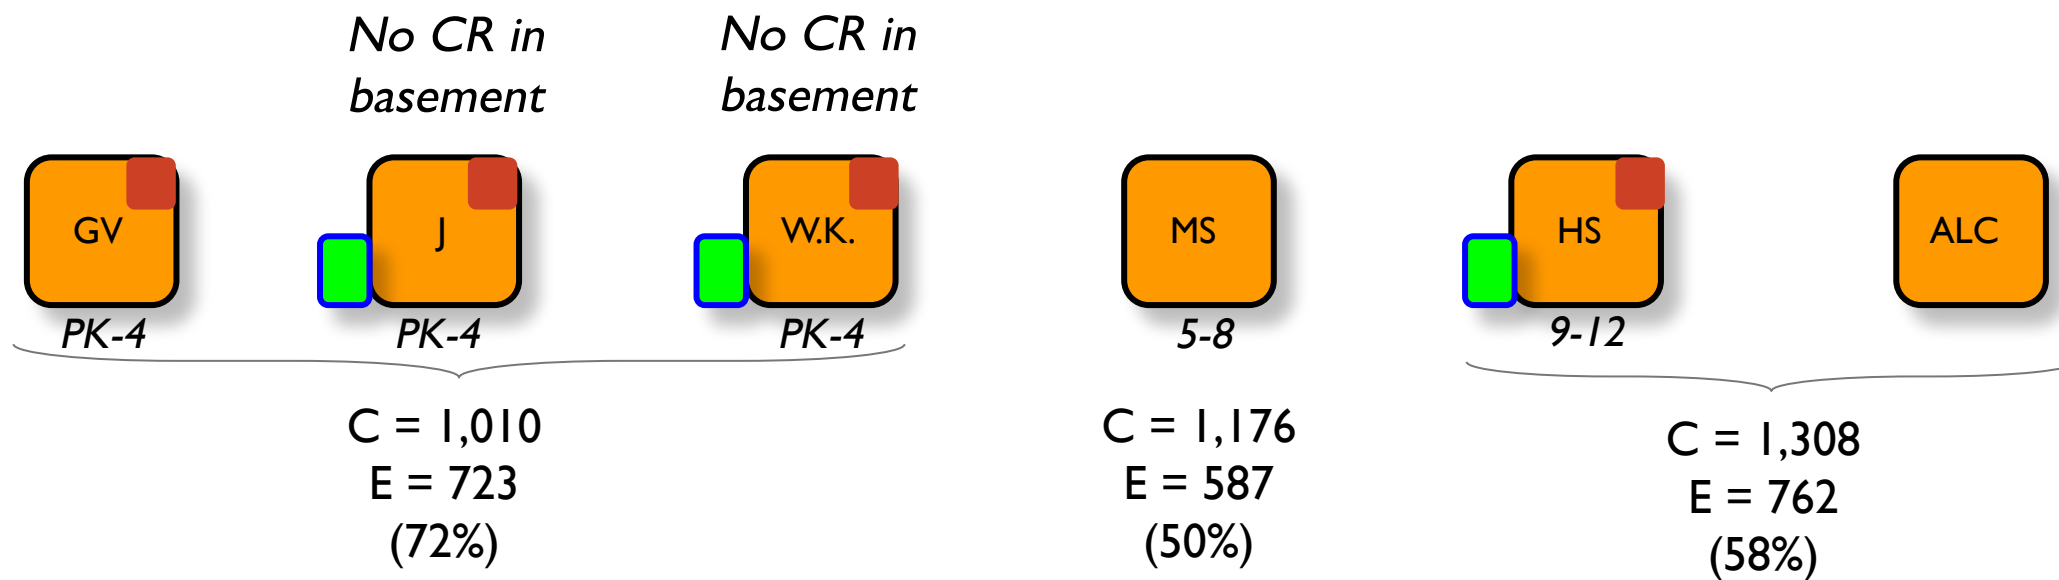 No CR in
basement
No CR in
basement
GV
J
W.K.
MS
HS
ALC
PK-4
PK-4
PK-4
5-8
9-12
C = 1,010
E = 723
(72%)
C = 1,176
E = 587
(50%)
C = 1,308
E = 762
(58%)